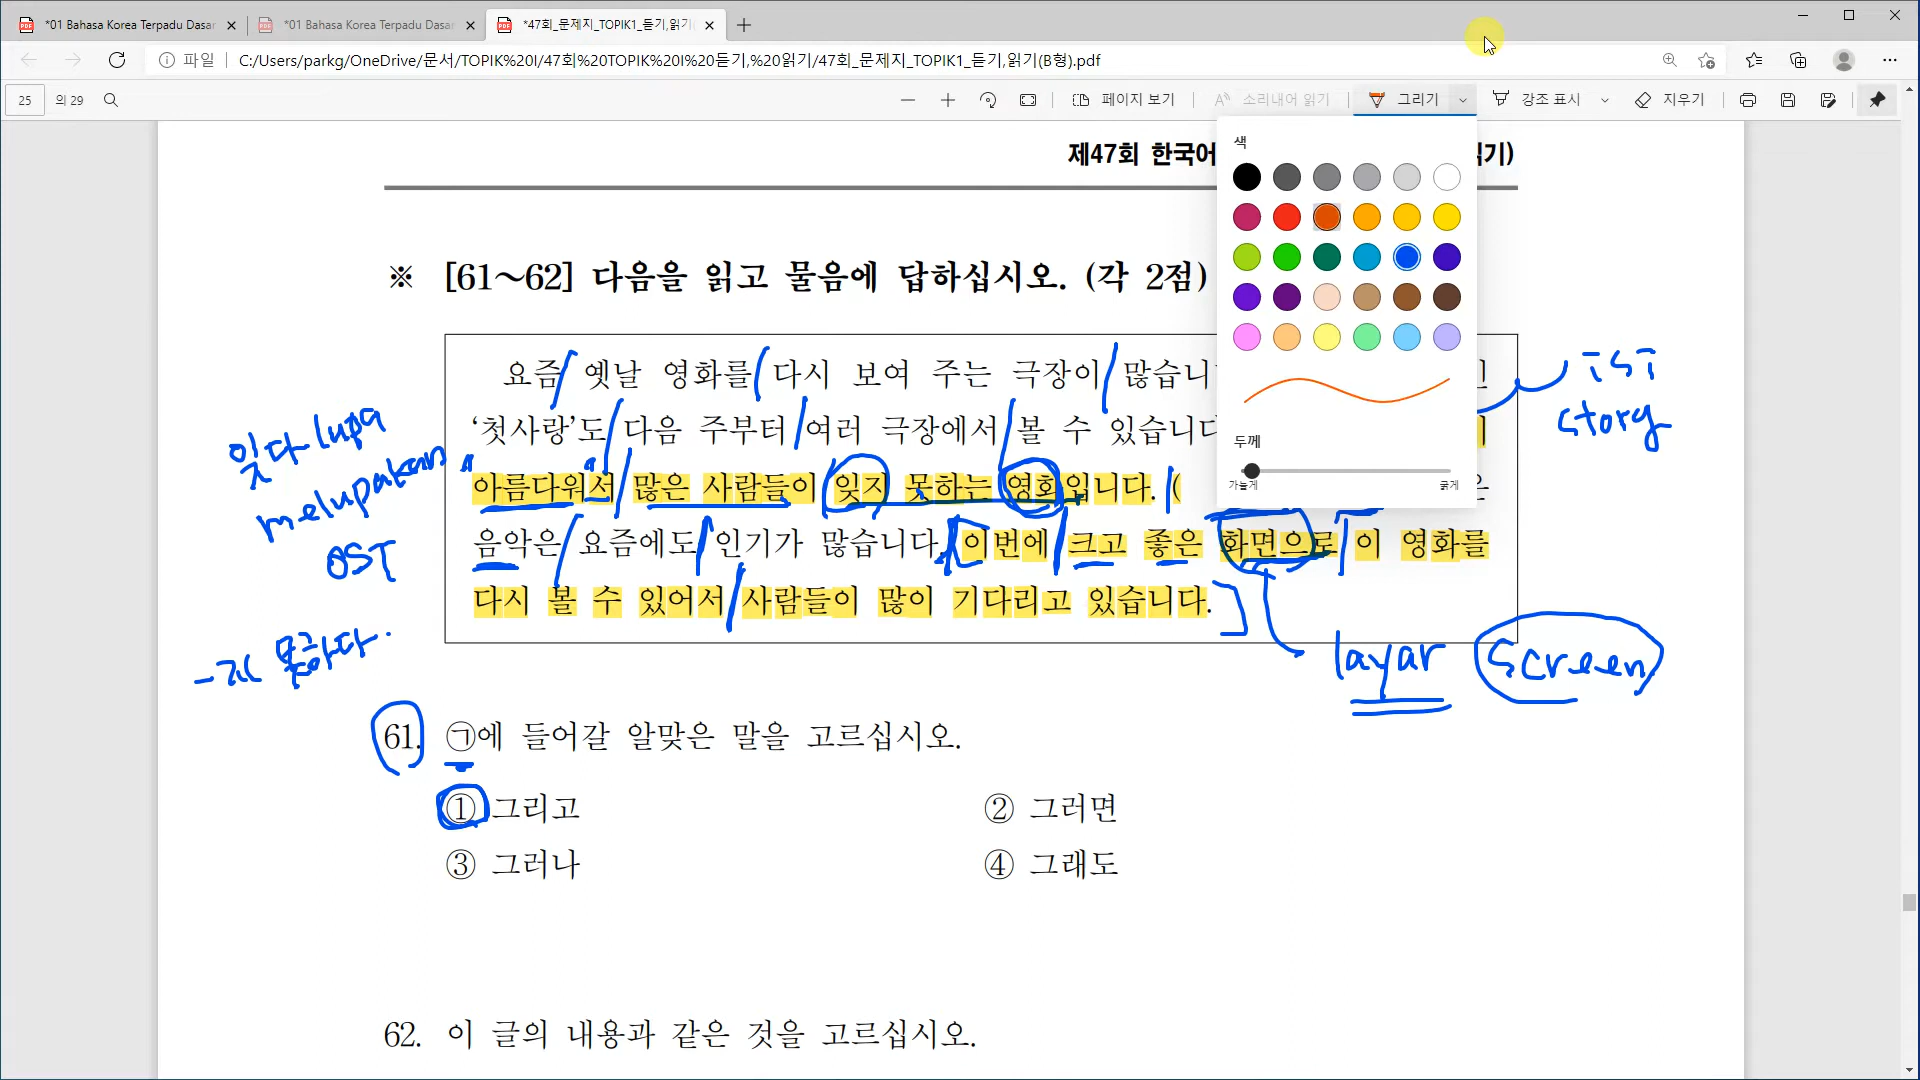 *01 Bahasa Korea Terpadu Dasar
*01 Bahasa Korea Terpadu Dasar
*47회_문제지_TOPIK1_듣기,읽기
파일
C:/Users/parkg/OneDrive/문서/TOPIK%20I/47회%20TOPIK%20I%20듣기,%20읽기/47회_문제지_TOPIK1_듣기,읽기(B형).pdf
25 의 29
페이지 보기
소리내어 읽기
그리기
강조 표시
지우기
색
두께
가늘게 굵게
제47회 한국어 읽기)
※ [61~62] 다음을 읽고 물음에 답하십시오. (각 2점)
요즘 옛날 영화를 다시 보여 주는 극장이 많습니
‘첫사랑’도 다음 주부터 여러 극장에서 볼 수 있습니다
아름다워서 많은 사람들이 잊지 못하는 영화입니다. ( 은
음악은 요즘에도 인기가 많습니다. 이번에 크고 좋은 화면으로 이 영화를
다시 볼 수 있어서 사람들이 많이 기다리고 있습니다.
story
잊다 lupa
melupakan
OST
-지 못하다.
layar screen
61. ㉠에 들어갈 알맞은 말을 고르십시오.
① 그리고 ② 그러면
③ 그러나 ④ 그래도
62. 이 글의 내용과 같은 것을 고르십시오.